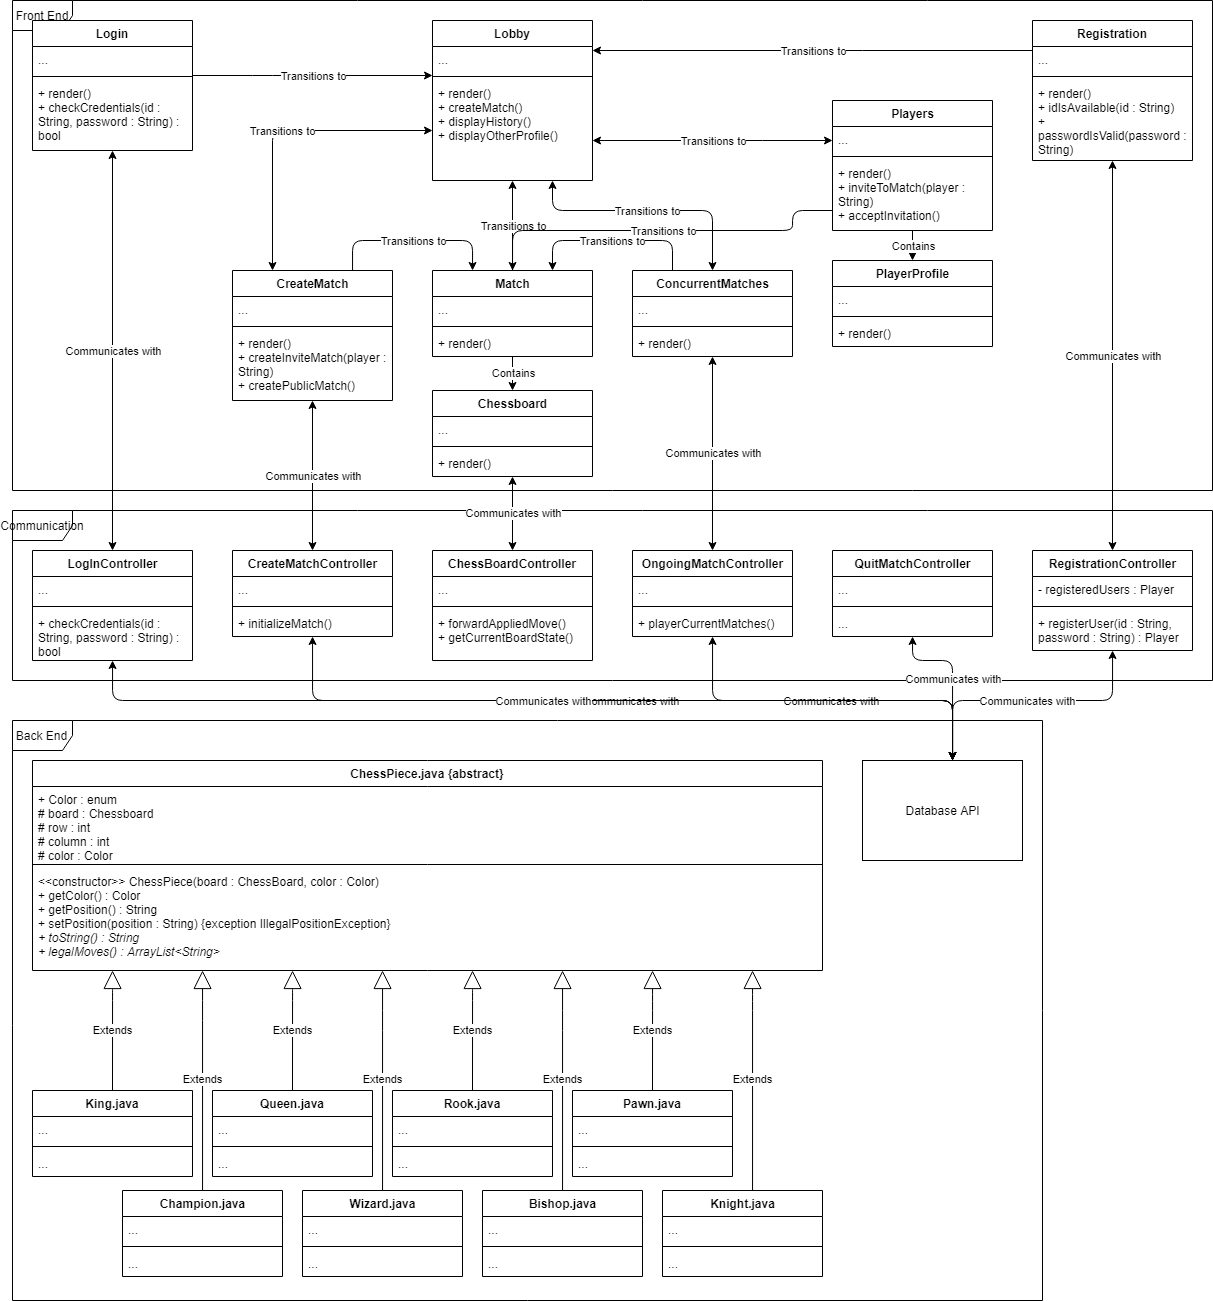 Front End
Login
...
+ render()
+ checkCredentials(id :
String, password : String) :
bool
Lobby
...
+ render()
+ createMatch()
+ displayHistory()
+ displayOtherProfile()
Registration
...
+ render()
+ idIsAvailable(id : String)
+
passwordIsValid(password :
String)
Players
...
+ render()
+ inviteToMatch(player :
String)
+ acceptInvitation()
Transitions to
Transitions to
Transitions to
Transitions to
Transitions to
Transitions to
Transitions to
Transitions to
Transitions to
Contains
CreateMatch
...
+ render()
+ createInviteMatch(player :
String)
+ createPublicMatch()
Match
...
+ render()
ConcurrentMatches
...
+ render()
PlayerProfile
...
+ render()
Contains
Chessboard
...
+ render()
Communicates with
Communicates with
Communicates with
Communicates with
Communicates with
Communication
LogInController
...
+ checkCredentials(id :
String, password : String) :
bool
CreateMatchController
...
+ initializeMatch()
ChessBoardController
...
+ forwardAppliedMove()
+ getCurrentBoardState()
OngoingMatchController
...
+ playerCurrentMatches()
QuitMatchController
...
...
RegistrationController
- registeredUsers : Player
+ registerUser(id : String,
password : String) : Player
Communicates with
Communicates with
ommunicates with
Communicates with
Communicates with
Back End
ChessPiece.java {abstract}
+ Color : enum
# board : Chessboard
# row : int
# column : int
# color : Color
<<constructor>> ChessPiece(board : ChessBoard, color : Color)
+ getColor() : Color
+ getPosition() : String
+ setPosition(position : String) {exception IllegalPositionException}
+ toString() : String
+ legalMoves() : ArrayList<String>
Database API
Extends
Extends
Extends
Extends
Extends
Extends
Extends
Extends
King.java
...
...
Queen.java
...
...
Rook.java
...
...
Pawn.java
...
...
Champion.java
...
...
Wizard.java
...
...
Bishop.java
...
...
Knight.java
...
...